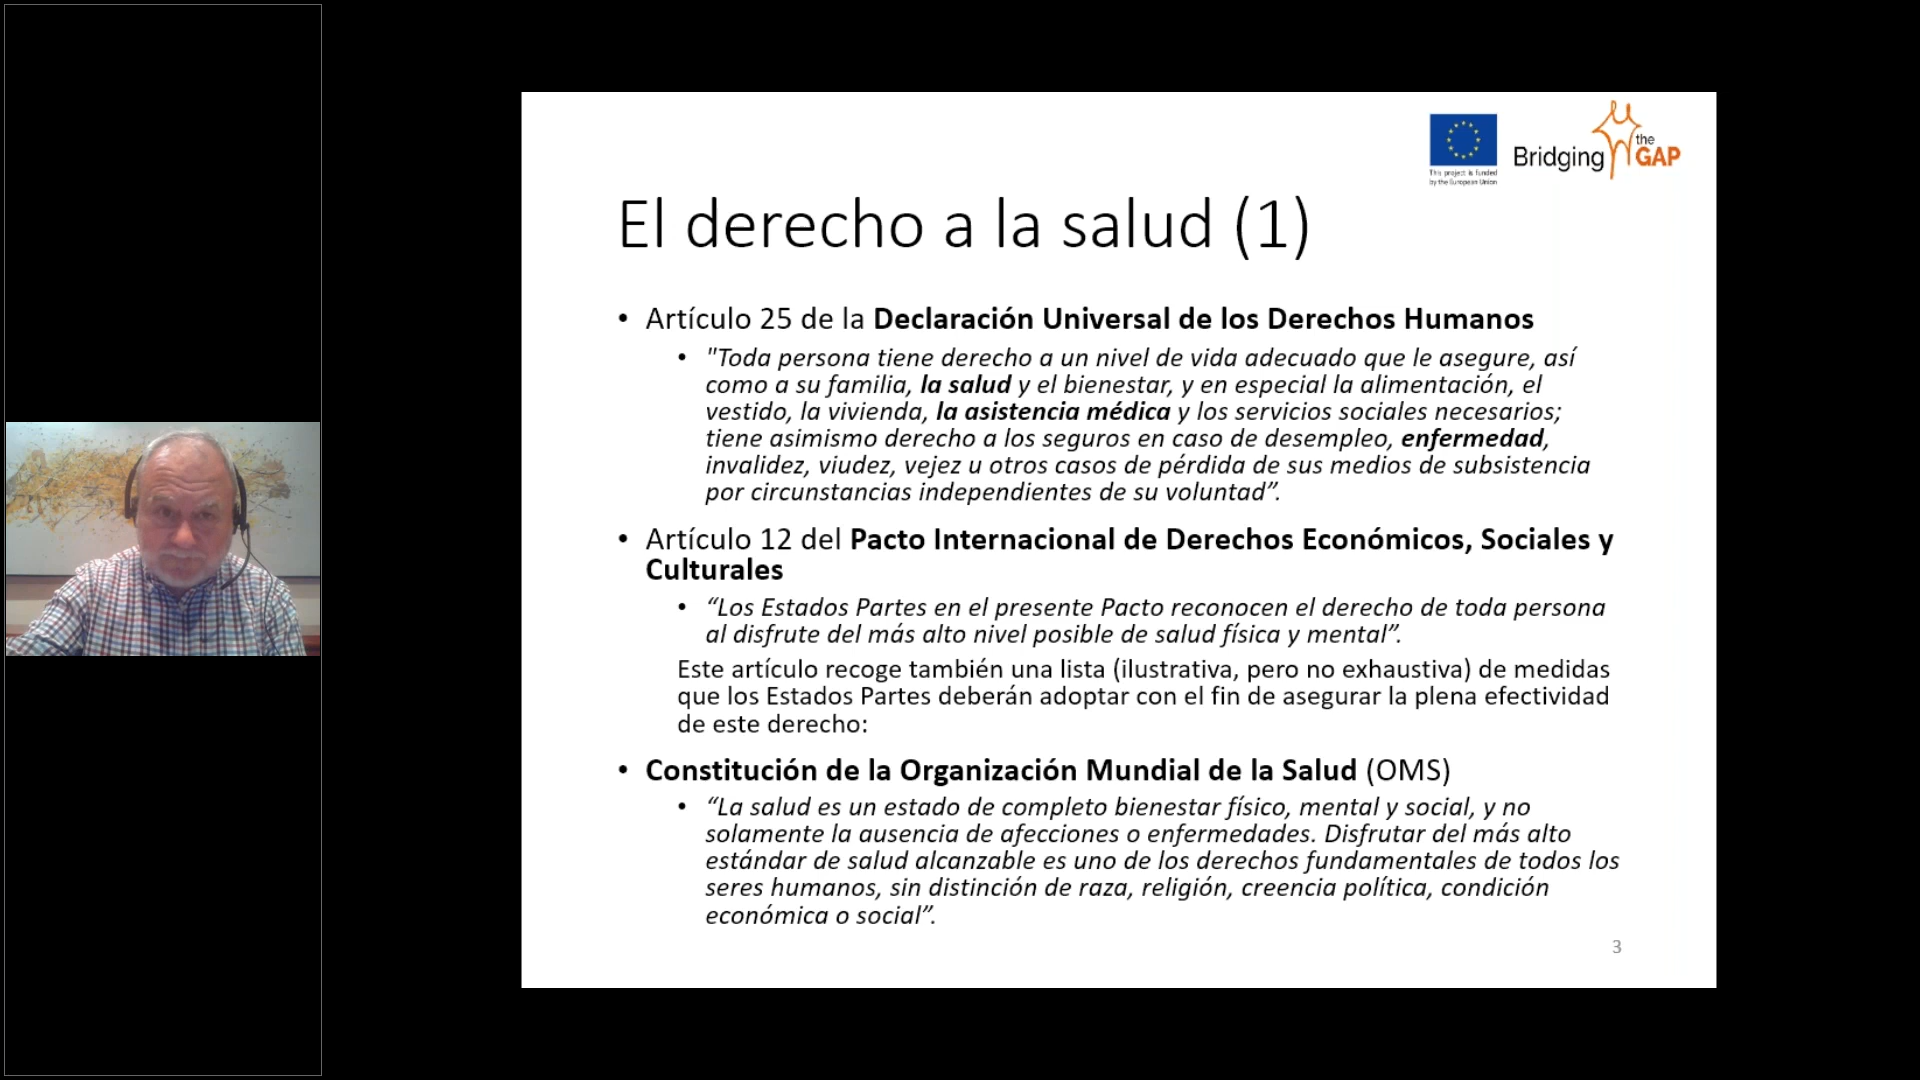 This project is funded
by the European Union
Bridging the GAP
El derecho a la salud (1)
• Artículo 25 de la Declaración Universal de los Derechos Humanos
• "Toda persona tiene derecho a un nivel de vida adecuado que le asegure, así
como a su familia, la salud y el bienestar, y en especial la alimentación, el
vestido, la vivienda, la asistencia médica y los servicios sociales necesarios;
tiene asimismo derecho a los seguros en caso de desempleo, enfermedad,
invalidez, viudez, vejez u otros casos de pérdida de sus medios de subsistencia
por circunstancias independientes de su voluntad”.
• Artículo 12 del Pacto Internacional de Derechos Económicos, Sociales y
Culturales
• “Los Estados Partes en el presente Pacto reconocen el derecho de toda persona
al disfrute del más alto nivel posible de salud física y mental”.
Este artículo recoge también una lista (ilustrativa, pero no exhaustiva) de medidas
que los Estados Partes deberán adoptar con el fin de asegurar la plena efectividad
de este derecho:
• Constitución de la Organización Mundial de la Salud (OMS)
• “La salud es un estado de completo bienestar físico, mental y social, y no
solamente la ausencia de afecciones o enfermedades. Disfrutar del más alto
estándar de salud alcanzable es uno de los derechos fundamentales de todos los
seres humanos, sin distinción de raza, religión, creencia política, condición
económica o social”.
3